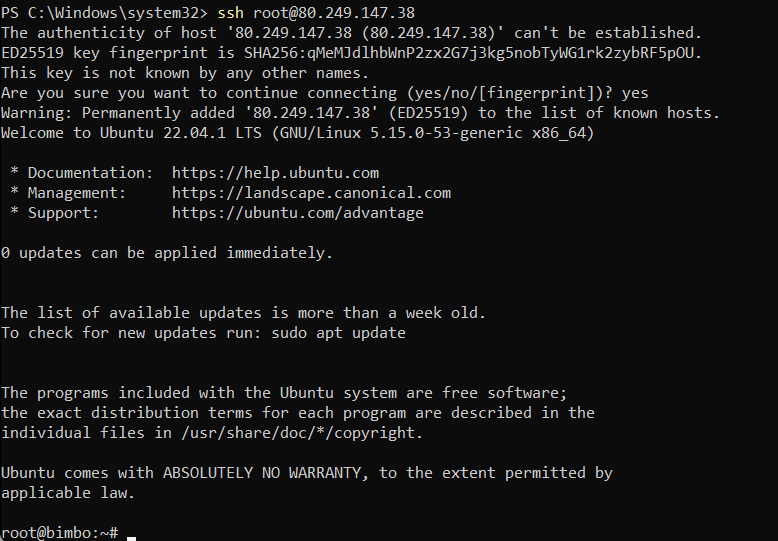 PS C:\Windows\system32> ssh root@80.249.147.38
The authenticity of host '80.249.147.38 (80.249.147.38)' can't be established.
ED25519 key fingerprint is SHA256:qMeMJdlhbWnP2zx2G7j3kg5nobTyWG1rk2zybRF5pOU.
This key is not known by any other names.
Are you sure you want to continue connecting (yes/no/[fingerprint])? yes
Warning: Permanently added '80.249.147.38' (ED25519) to the list of known hosts.
Welcome to Ubuntu 22.04.1 LTS (GNU/Linux 5.15.0-53-generic x86_64)
* Documentation: https://help.ubuntu.com
* Management: https://landscape.canonical.com
* Support: https://ubuntu.com/advantage
0 updates can be applied immediately.
The list of available updates is more than a week old.
To check for new updates run: sudo apt update
The programs included with the Ubuntu system are free software;
the exact distribution terms for each program are described in the
individual files in /usr/share/doc/*/copyright.
Ubuntu comes with ABSOLUTELY NO WARRANTY, to the extent permitted by
applicable law.
root@bimbo:~#